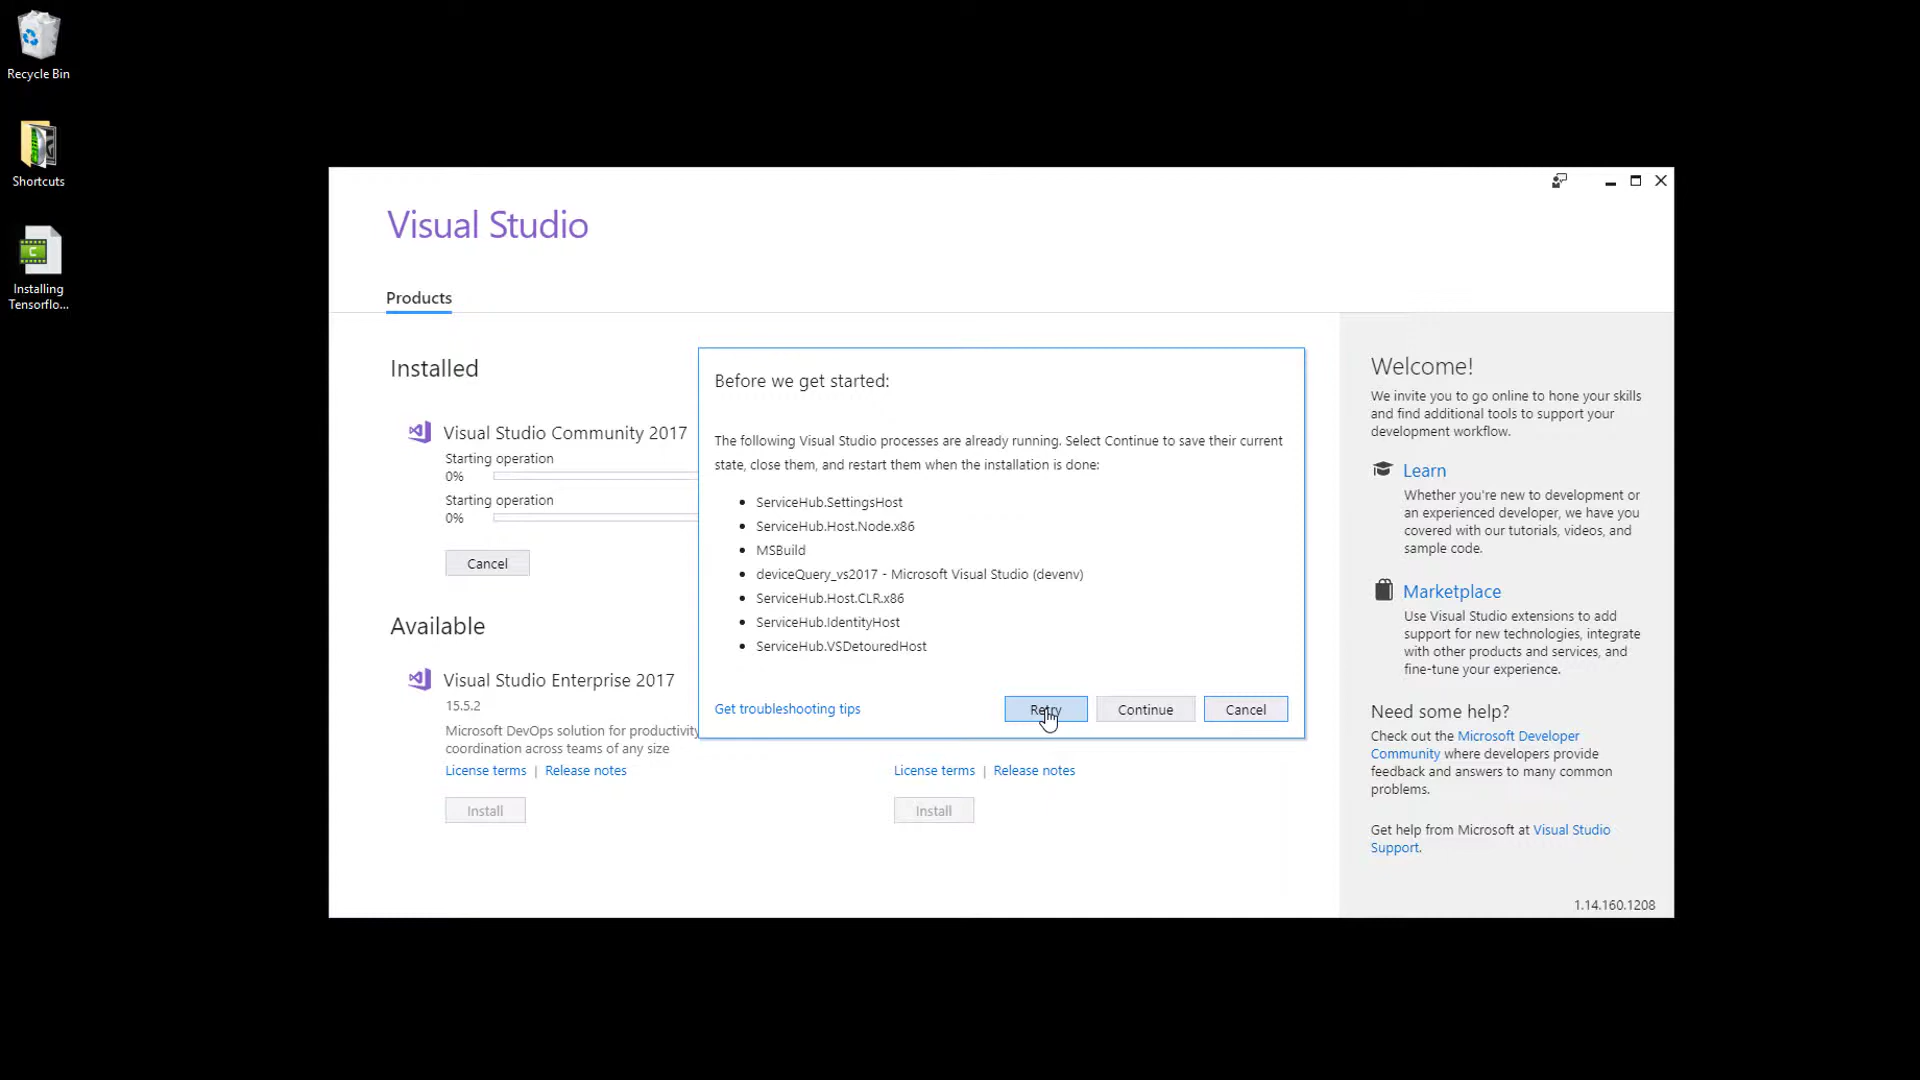 Recycle Bin
Shortcuts
Installing
Tensorflo...
Visual Studio
Products
Installed
Visual Studio Community 2017
Starting operation
0%
Starting operation
0%
Cancel
Available
Visual Studio Enterprise 2017
15.5.2
Microsoft DevOps solution for productivity
coordination across teams of any size
License terms | Release notes
Install
License terms | Release notes
Install
Before we get started:
The following Visual Studio processes are already running. Select Continue to save their current
state, close them, and restart them when the installation is done:
• ServiceHub.SettingsHost
• ServiceHub.Host.Node.x86
• MSBuild
• deviceQuery_vs2017 - Microsoft Visual Studio (devenv)
• ServiceHub.Host.CLR.x86
• ServiceHub.IdentityHost
• ServiceHub.VSDetouredHost
Get troubleshooting tips
Retry
Continue
Cancel
Welcome!
We invite you to go online to hone your skills
and find additional tools to support your
development workflow.
Learn
Whether you're new to development or
an experienced developer, we have you
covered with our tutorials, videos, and
sample code.
Marketplace
Use Visual Studio extensions to add
support for new technologies, integrate
with other products and services, and
fine-tune your experience.
Need some help?
Check out the Microsoft Developer
Community where developers provide
feedback and answers to many common
problems.
Get help from Microsoft at Visual Studio
Support.
1.14.160.1208